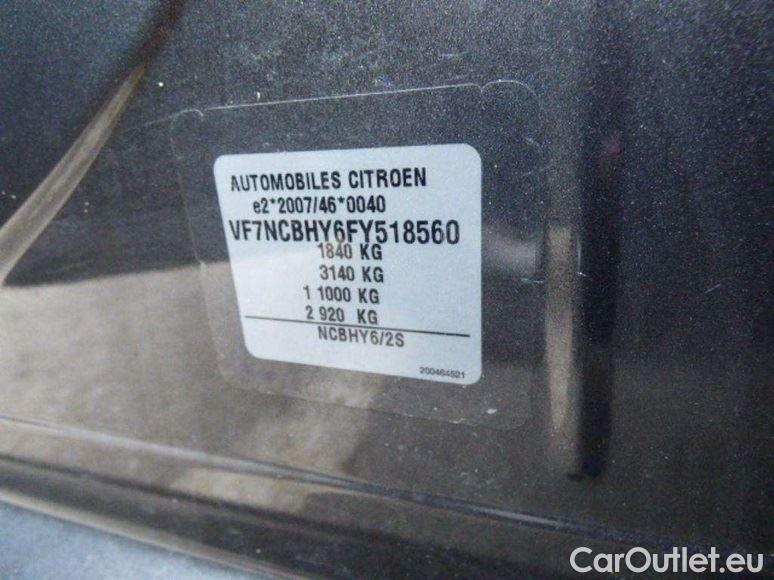 AUTOMOBILES CITROEN
e2*2007/46*0040
VF7NCBHY6FY518560
1840 KG
3140 KG
1 1000 KG
2 920 KG
NCBHY6/2S
200464521
CarOutlet.eu